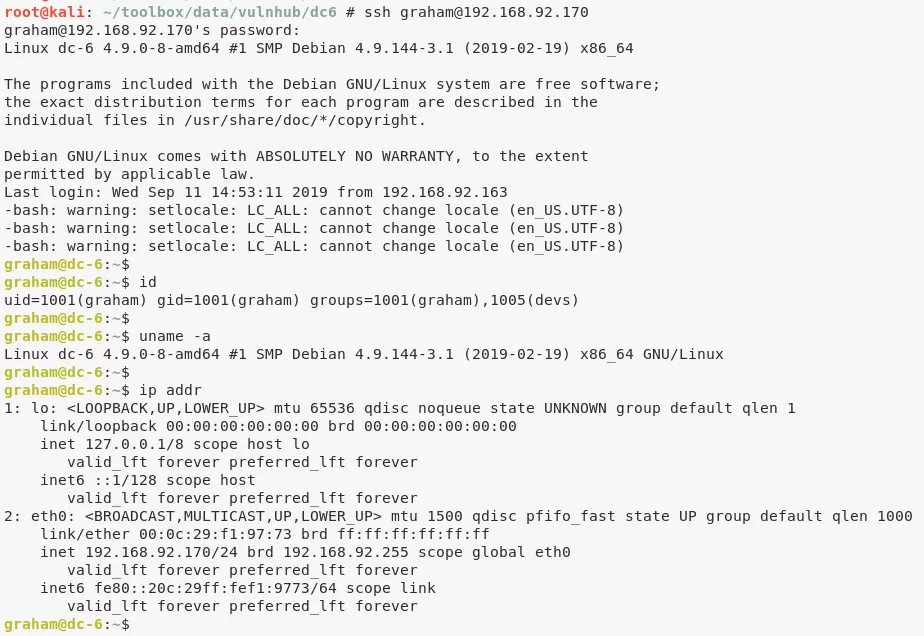 root@kali: ~/toolbox/data/vulnhub/dc6 # ssh graham@192.168.92.170
graham@192.168.92.170's password:
Linux dc-6 4.9.0-8-amd64 #1 SMP Debian 4.9.144-3.1 (2019-02-19) x86_64
The programs included with the Debian GNU/Linux system are free software;
the exact distribution terms for each program are described in the
individual files in /usr/share/doc/*/copyright.
Debian GNU/Linux comes with ABSOLUTELY NO WARRANTY, to the extent
permitted by applicable law.
Last login: Wed Sep 11 14:53:11 2019 from 192.168.92.163
-bash: warning: setlocale: LC_ALL: cannot change locale (en_US.UTF-8)
-bash: warning: setlocale: LC_ALL: cannot change locale (en_US.UTF-8)
-bash: warning: setlocale: LC_ALL: cannot change locale (en_US.UTF-8)
graham@dc-6:~$
graham@dc-6:~$ id
uid=1001(graham) gid=1001(graham) groups=1001(graham),1005(devs)
graham@dc-6:~$
graham@dc-6:~$ uname -a
Linux dc-6 4.9.0-8-amd64 #1 SMP Debian 4.9.144-3.1 (2019-02-19) x86_64 GNU/Linux
graham@dc-6:~$
graham@dc-6:~$ ip addr
1: lo: <LOOPBACK,UP,LOWER_UP> mtu 65536 qdisc noqueue state UNKNOWN group default qlen 1
    link/loopback 00:00:00:00:00:00 brd 00:00:00:00:00:00
    inet 127.0.0.1/8 scope host lo
       valid_lft forever preferred_lft forever
    inet6 ::1/128 scope host
       valid_lft forever preferred_lft forever
2: eth0: <BROADCAST,MULTICAST,UP,LOWER_UP> mtu 1500 qdisc pfifo_fast state UP group default qlen 1000
    link/ether 00:0c:29:f1:97:73 brd ff:ff:ff:ff:ff:ff
    inet 192.168.92.170/24 brd 192.168.92.255 scope global eth0
       valid_lft forever preferred_lft forever
    inet6 fe80::20c:29ff:fef1:9773/64 scope link
       valid_lft forever preferred_lft forever
graham@dc-6:~$